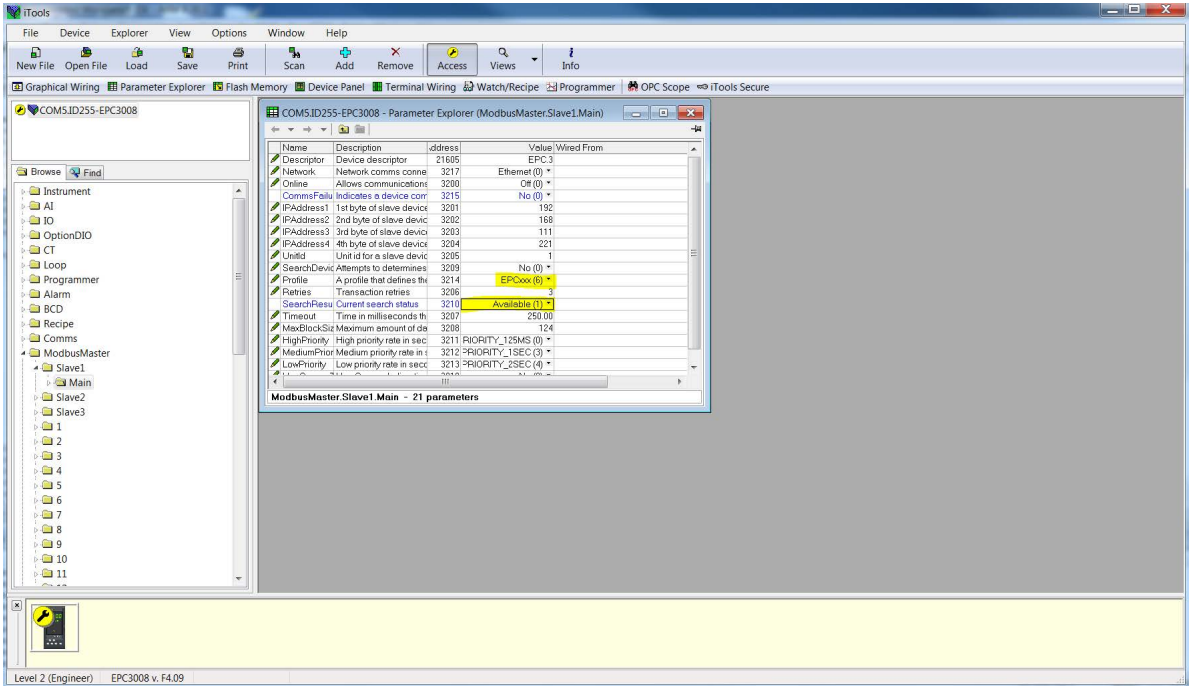 iTools
File Device Explorer View Options Window Help
New File Open File Load Save Print Scan Add Remove Access Views Info
Graphical Wiring Parameter Explorer Flash Memory Device Panel Terminal Wiring Watch/Recipe Programmer OPC Scope iTools Secure
COM5.ID255-EPC3008
Browse Find
Instrument
AI
IO
OptionDIO
CT
Loop
Programmer
Alarm
BCD
Recipe
Comms
ModbusMaster
Slave1
Main
Slave2
Slave3
1
2
3
4
5
6
7
8
9
10
11
COM5.ID255-EPC3008 - Parameter Explorer (ModbusMaster.Slave1.Main)
Name Description Address Value Wired From
Descriptor Device descriptor 21605 EPC.3
Network Network comms conne 3217 Ethernet (0)
Online Allows communications 3200 Off (0)
CommsFailu Indicates a device com 3215 No (0)
IPAddress1 1st byte of slave device 3201 192
IPAddress2 2nd byte of slave devic 3202 168
IPAddress3 3rd byte of slave device 3203 111
IPAddress4 4th byte of slave device 3204 221
UnitId Unit id for a slave devic 3205 1
SearchDevic Attempts to determines 3209 No (0)
Profile A profile that defines the 3214 EPCxxx (6)
Retries Transaction retries 3206 3
SearchResu Current search status 3210 Available (1)
Timeout Time in milliseconds th 3207 250.00
MaxBlockSiz Maximum amount of da 3208 124
HighPriority High priority rate in sec 3211 RIORITY_125MS (0)
MediumPrior Medium priority rate in s 3212 PRIORITY_1SEC (3)
LowPriority Low priority rate in secc 3213 PRIORITY_2SEC (4)
ModbusMaster.Slave1.Main - 21 parameters
Level 2 (Engineer) EPC3008 v. F4.09